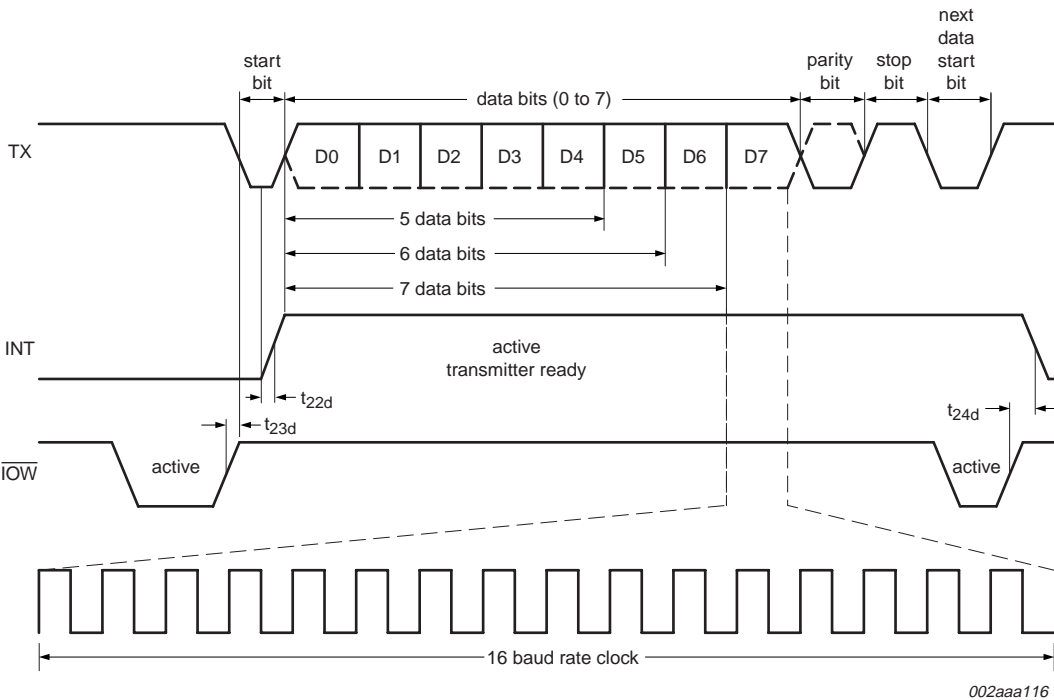 next
data
start
bit
start
bit
parity
bit
stop
bit
data bits (0 to 7)
TX
D0 D1 D2 D3 D4 D5 D6 D7
5 data bits
6 data bits
7 data bits
INT
active
transmitter ready
t22d
t23d
t24d
IOW
active
active
16 baud rate clock
002aaa116